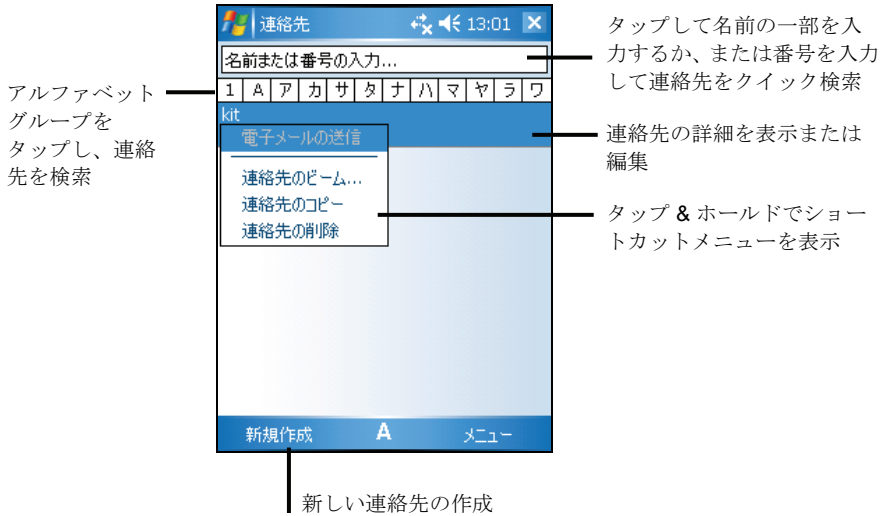 連絡先 13:01
名前または番号の入力...
1 A ア カ サ タ ナ ハ マ ヤ ラ ワ
kit
電子メールの送信
連絡先のビーム...
連絡先のコピー
連絡先の削除
新規作成 A メニュー
アルファベット
グループを
タップし、連絡
先を検索
タップして名前の一部を入
力するか、または番号を入力
して連絡先をクイック検索
連絡先の詳細を表示または
編集
タップ & ホールドでショー
トカットメニューを表示
新しい連絡先の作成